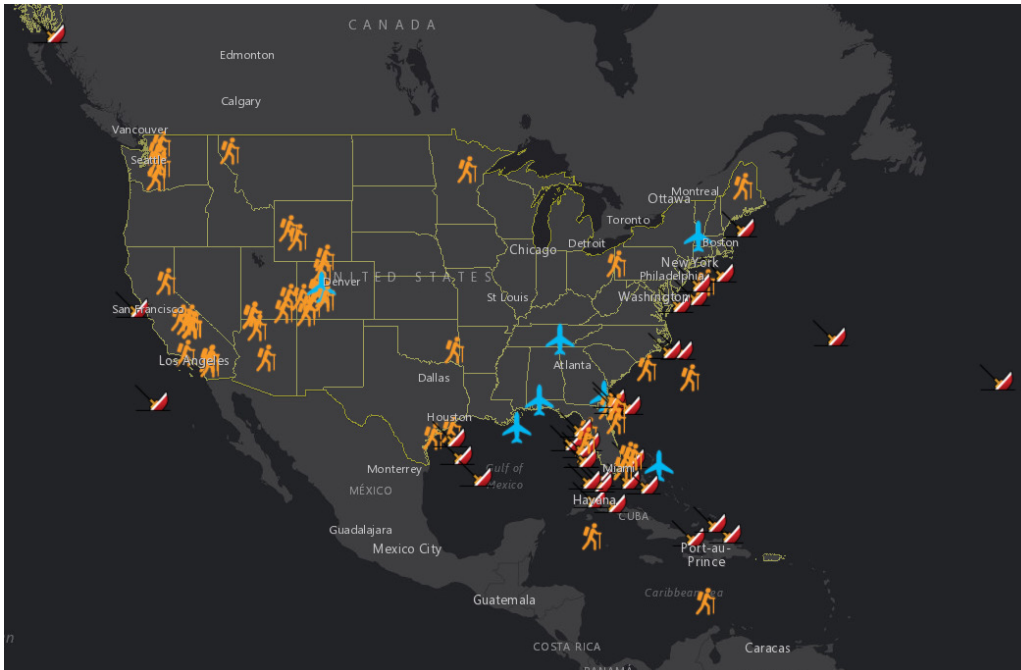 CANADA
Edmonton
Calgary
Vancouver
Seattle
Montreal
Ottawa
Toronto
Boston
Chicago
Detroit
New York
UNITED STATES
Denver
Philadelphia
St Louis
Washington
San Francisco
Los Angeles
Atlanta
Dallas
Houston
Monterrey
Gulf of
Mexico
Miami
MÉXICO
Havana
CUBA
Guadalajara
Mexico City
Port-au-
Prince
Guatemala
Caribbean Sea
COSTA RICA
Caracas
PANAMÁ